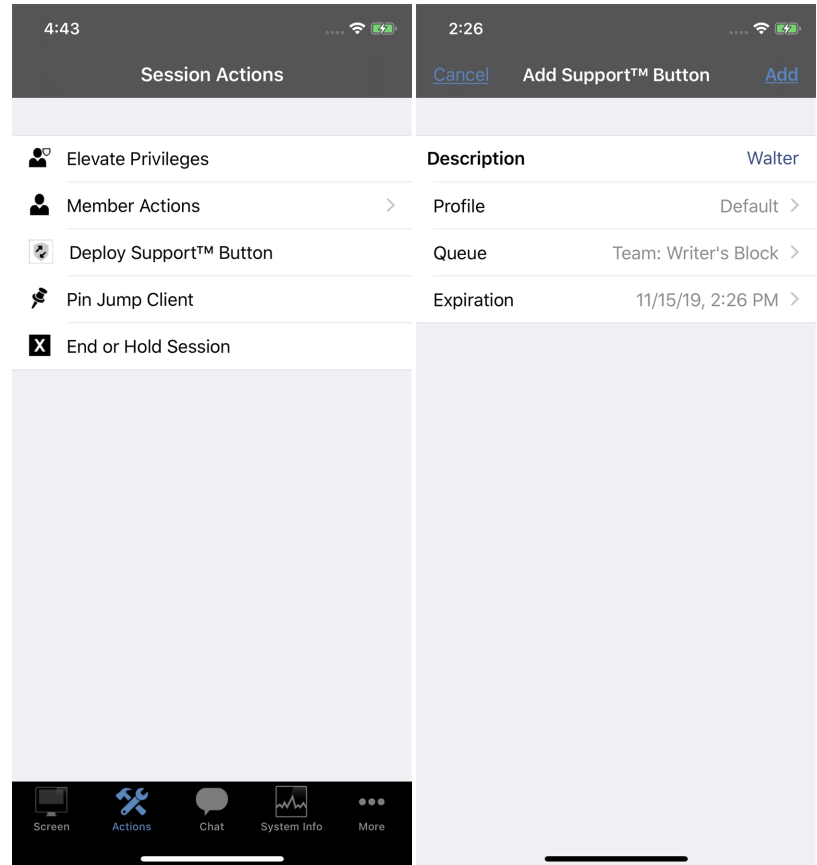 4:43
Session Actions
Elevate Privileges
Member Actions
Deploy Support™ Button
Pin Jump Client
X End or Hold Session
Screen Actions Chat System Info More
2:26
Cancel Add Support™ Button Add
Description Walter
Profile Default
Queue Team: Writer's Block
Expiration 11/15/19, 2:26 PM